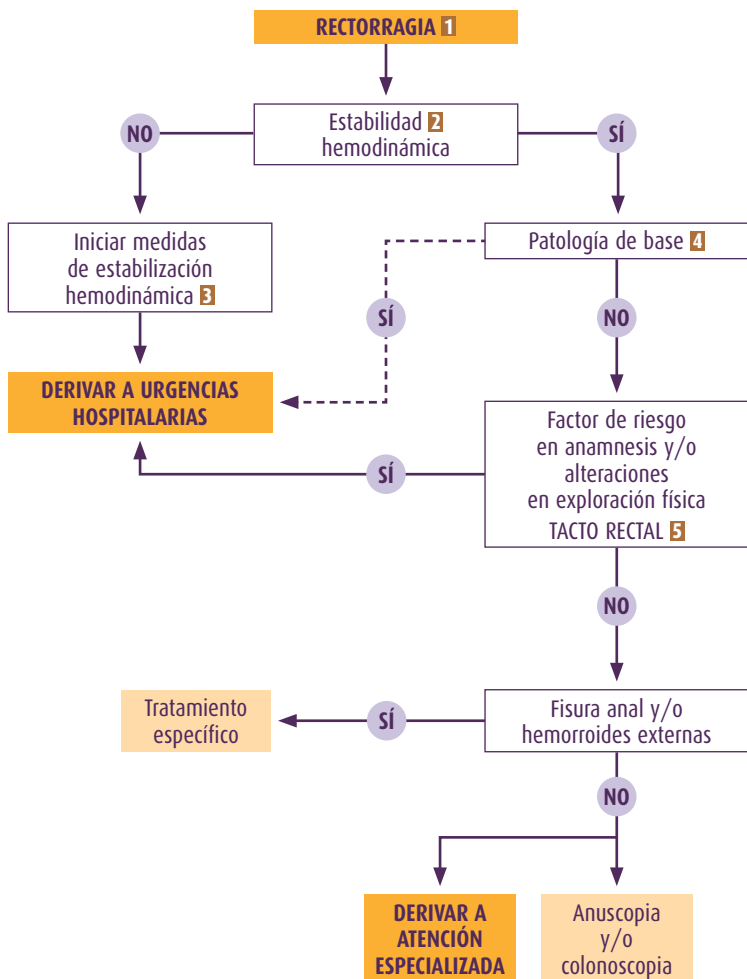 RECTORRAGIA 1
Estabilidad 2
hemodinámica
NO
SÍ
Iniciar medidas
de estabilización
hemodinámica 3
Patología de base 4
SÍ
NO
DERIVAR A URGENCIAS
HOSPITALARIAS
Factor de riesgo
en anamnesis y/o
alteraciones
en exploración física
TACTO RECTAL 5
SÍ
NO
Fisura anal y/o
hemorroides externas
SÍ
Tratamiento
específico
NO
DERIVAR A
ATENCIÓN
ESPECIALIZADA
Anuscopia
y/o
colonoscopia